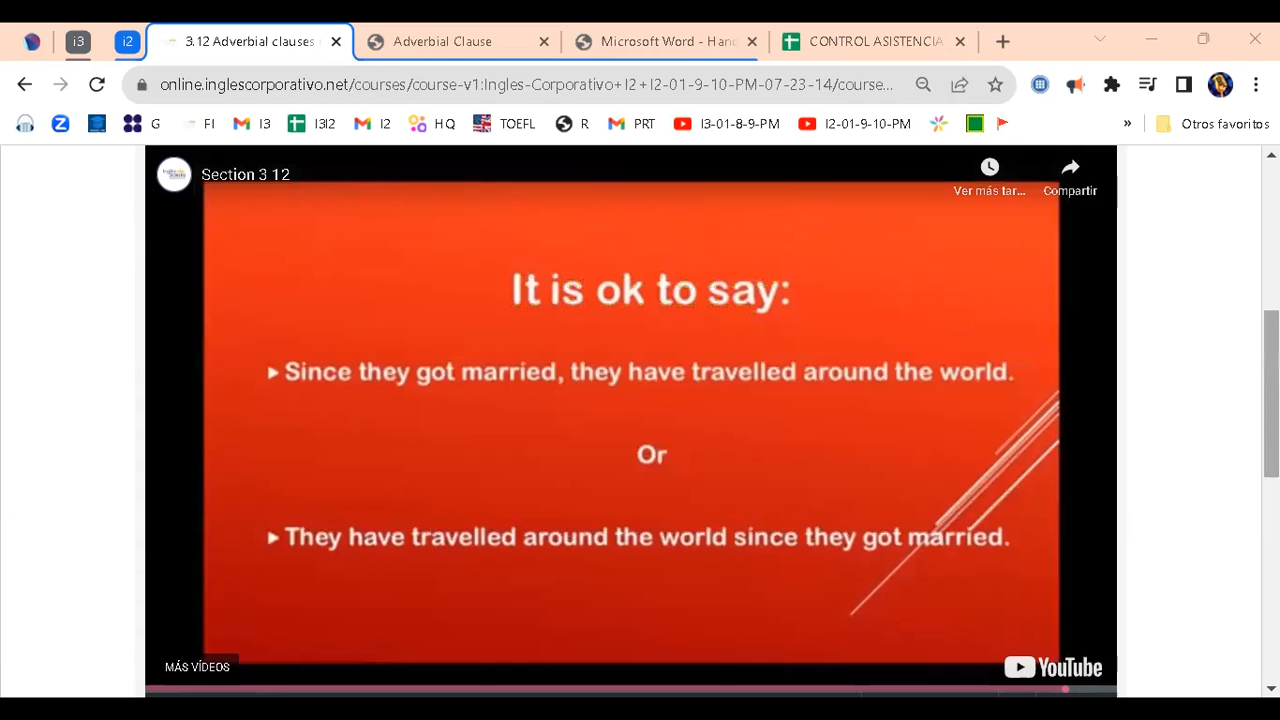 i3
i2
3.12 Adverbial clauses
Adverbial Clause
Microsoft Word - Hand
CONTROL ASISTENCIA
online.inglescorporativo.net/courses/course-v1:Ingles-Corporativo+I2+I2-01-9-10-PM-07-23-14/course...
G
FI
I3
I3I2
I2
HQ
TOEFL
R
PRT
I3-01-8-9-PM
I2-01-9-10-PM
»
Otros favoritos
Section 3 12
Ver más tar...
Compartir
It is ok to say:
Since they got married, they have travelled around the world.
Or
They have travelled around the world since they got married.
MÁS VÍDEOS
YouTube